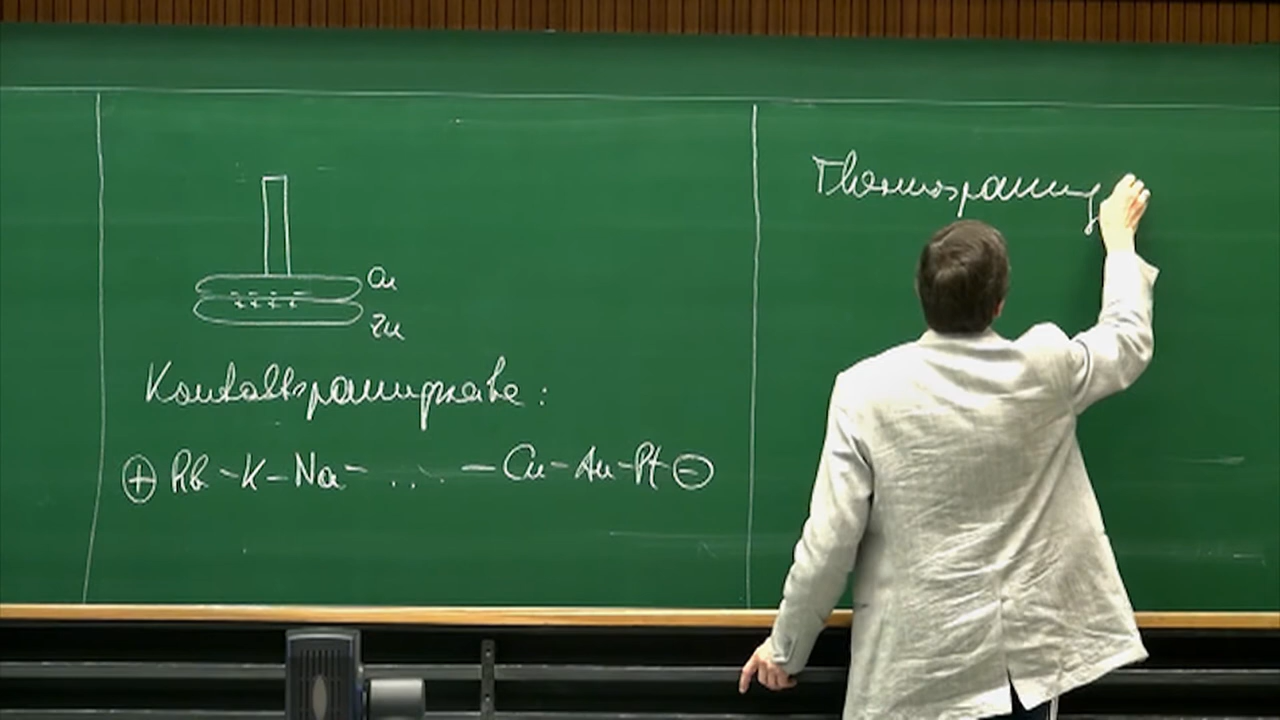 Cu
- - - -
+ + + +
Zn
Kontaktspannungsreihe:
⊕ Rb - K - Na - ... - Cu - Au - Pt ⊖
Thermospannung